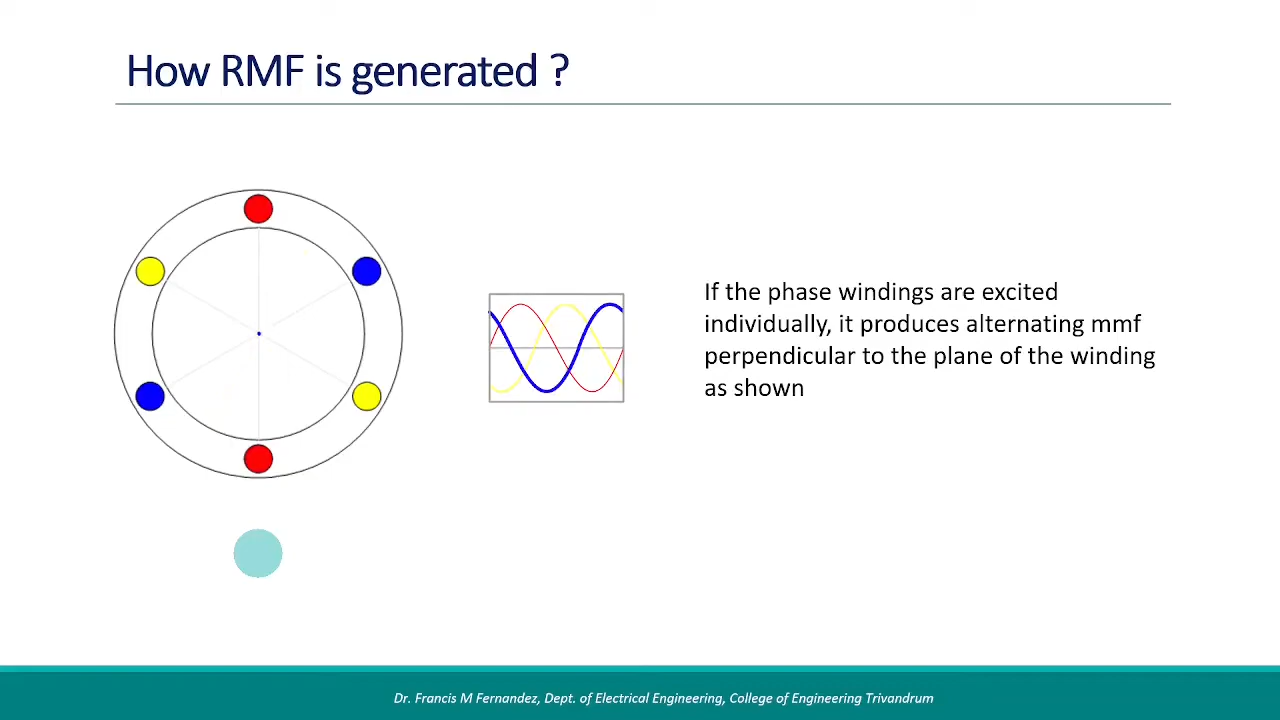 How RMF is generated ?
If the phase windings are excited
individually, it produces alternating mmf
perpendicular to the plane of the winding
as shown
Dr. Francis M Fernandez, Dept. of Electrical Engineering, College of Engineering Trivandrum